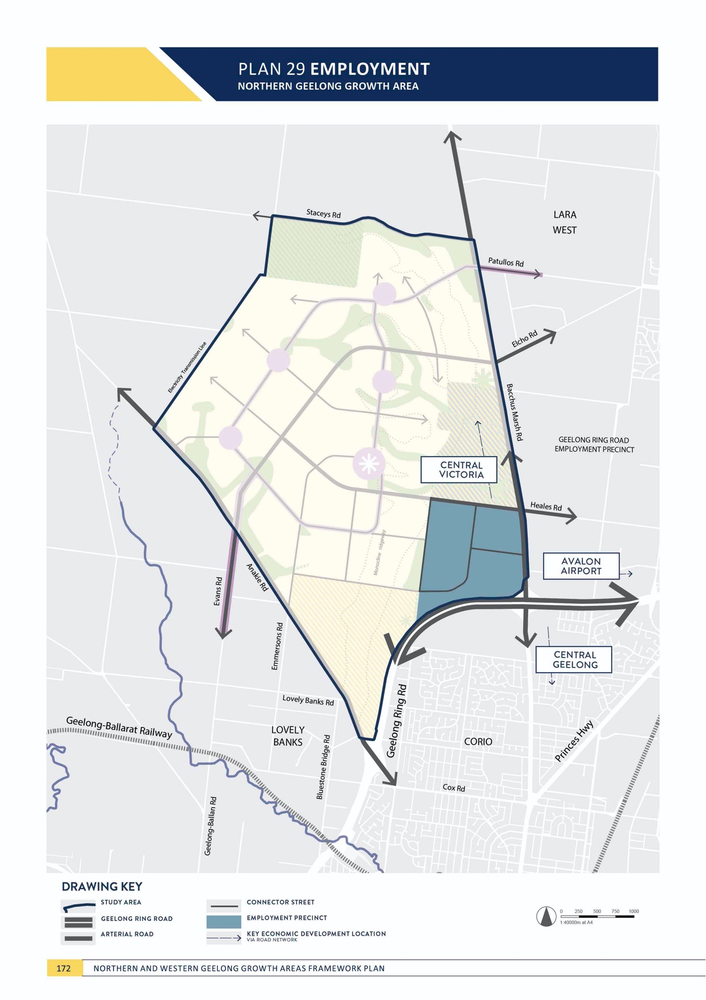 PLAN 29 EMPLOYMENT
NORTHERN GEELONG GROWTH AREA
Staceys Rd
LARA
WEST
Patullos Rd
Elcho Rd
Electricity Transmission Line
Bacchus Marsh Rd
GEELONG RING ROAD
EMPLOYMENT PRECINCT
CENTRAL
VICTORIA
Heales Rd
Monocline ridgeway
AVALON
AIRPORT
Anakie Rd
Evans Rd
Emmersons Rd
CENTRAL
GEELONG
Lovely Banks Rd
Geelong Ring Rd
Geelong-Ballarat Railway
LOVELY
BANKS
Bluestone Bridge Rd
CORIO
Princes Hwy
Cox Rd
Geelong-Ballan Rd
DRAWING KEY
STUDY AREA
GEELONG RING ROAD
ARTERIAL ROAD
CONNECTOR STREET
EMPLOYMENT PRECINCT
KEY ECONOMIC DEVELOPMENT LOCATION
VIA ROAD NETWORK
0 250 500 750 1000
1:40000m at A4
172 NORTHERN AND WESTERN GEELONG GROWTH AREAS FRAMEWORK PLAN